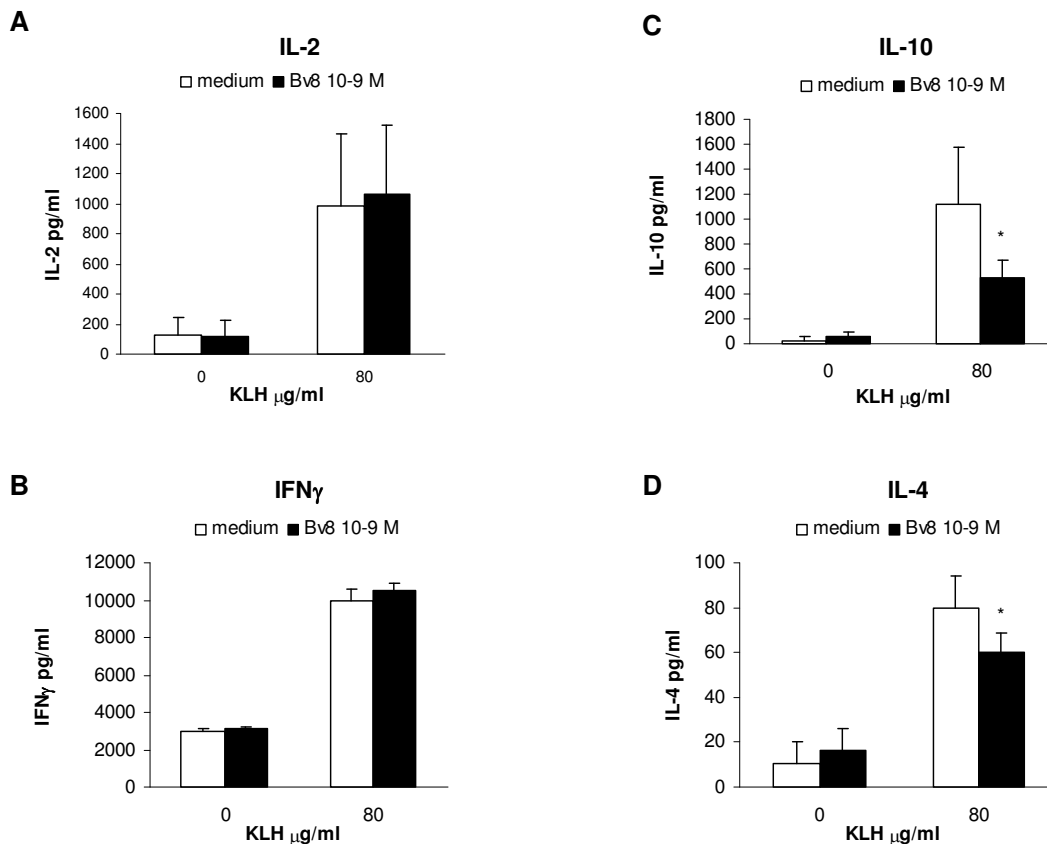 A
IL-2
medium Bv8 10-9 M
1600
1400
1200
1000
800
600
400
200
0
IL-2 pg/ml
0 80
KLH μg/ml
C
IL-10
medium Bv8 10-9 M
1800
1600
1400
1200
1000
800
600
400
200
0
IL-10 pg/ml
*
0 80
KLH μg/ml
B
IFNγ
medium Bv8 10-9 M
12000
10000
8000
6000
4000
2000
0
IFNγ pg/ml
0 80
KLH μg/ml
D
IL-4
medium Bv8 10-9 M
100
80
60
40
20
0
IL-4 pg/ml
*
0 80
KLH μg/ml